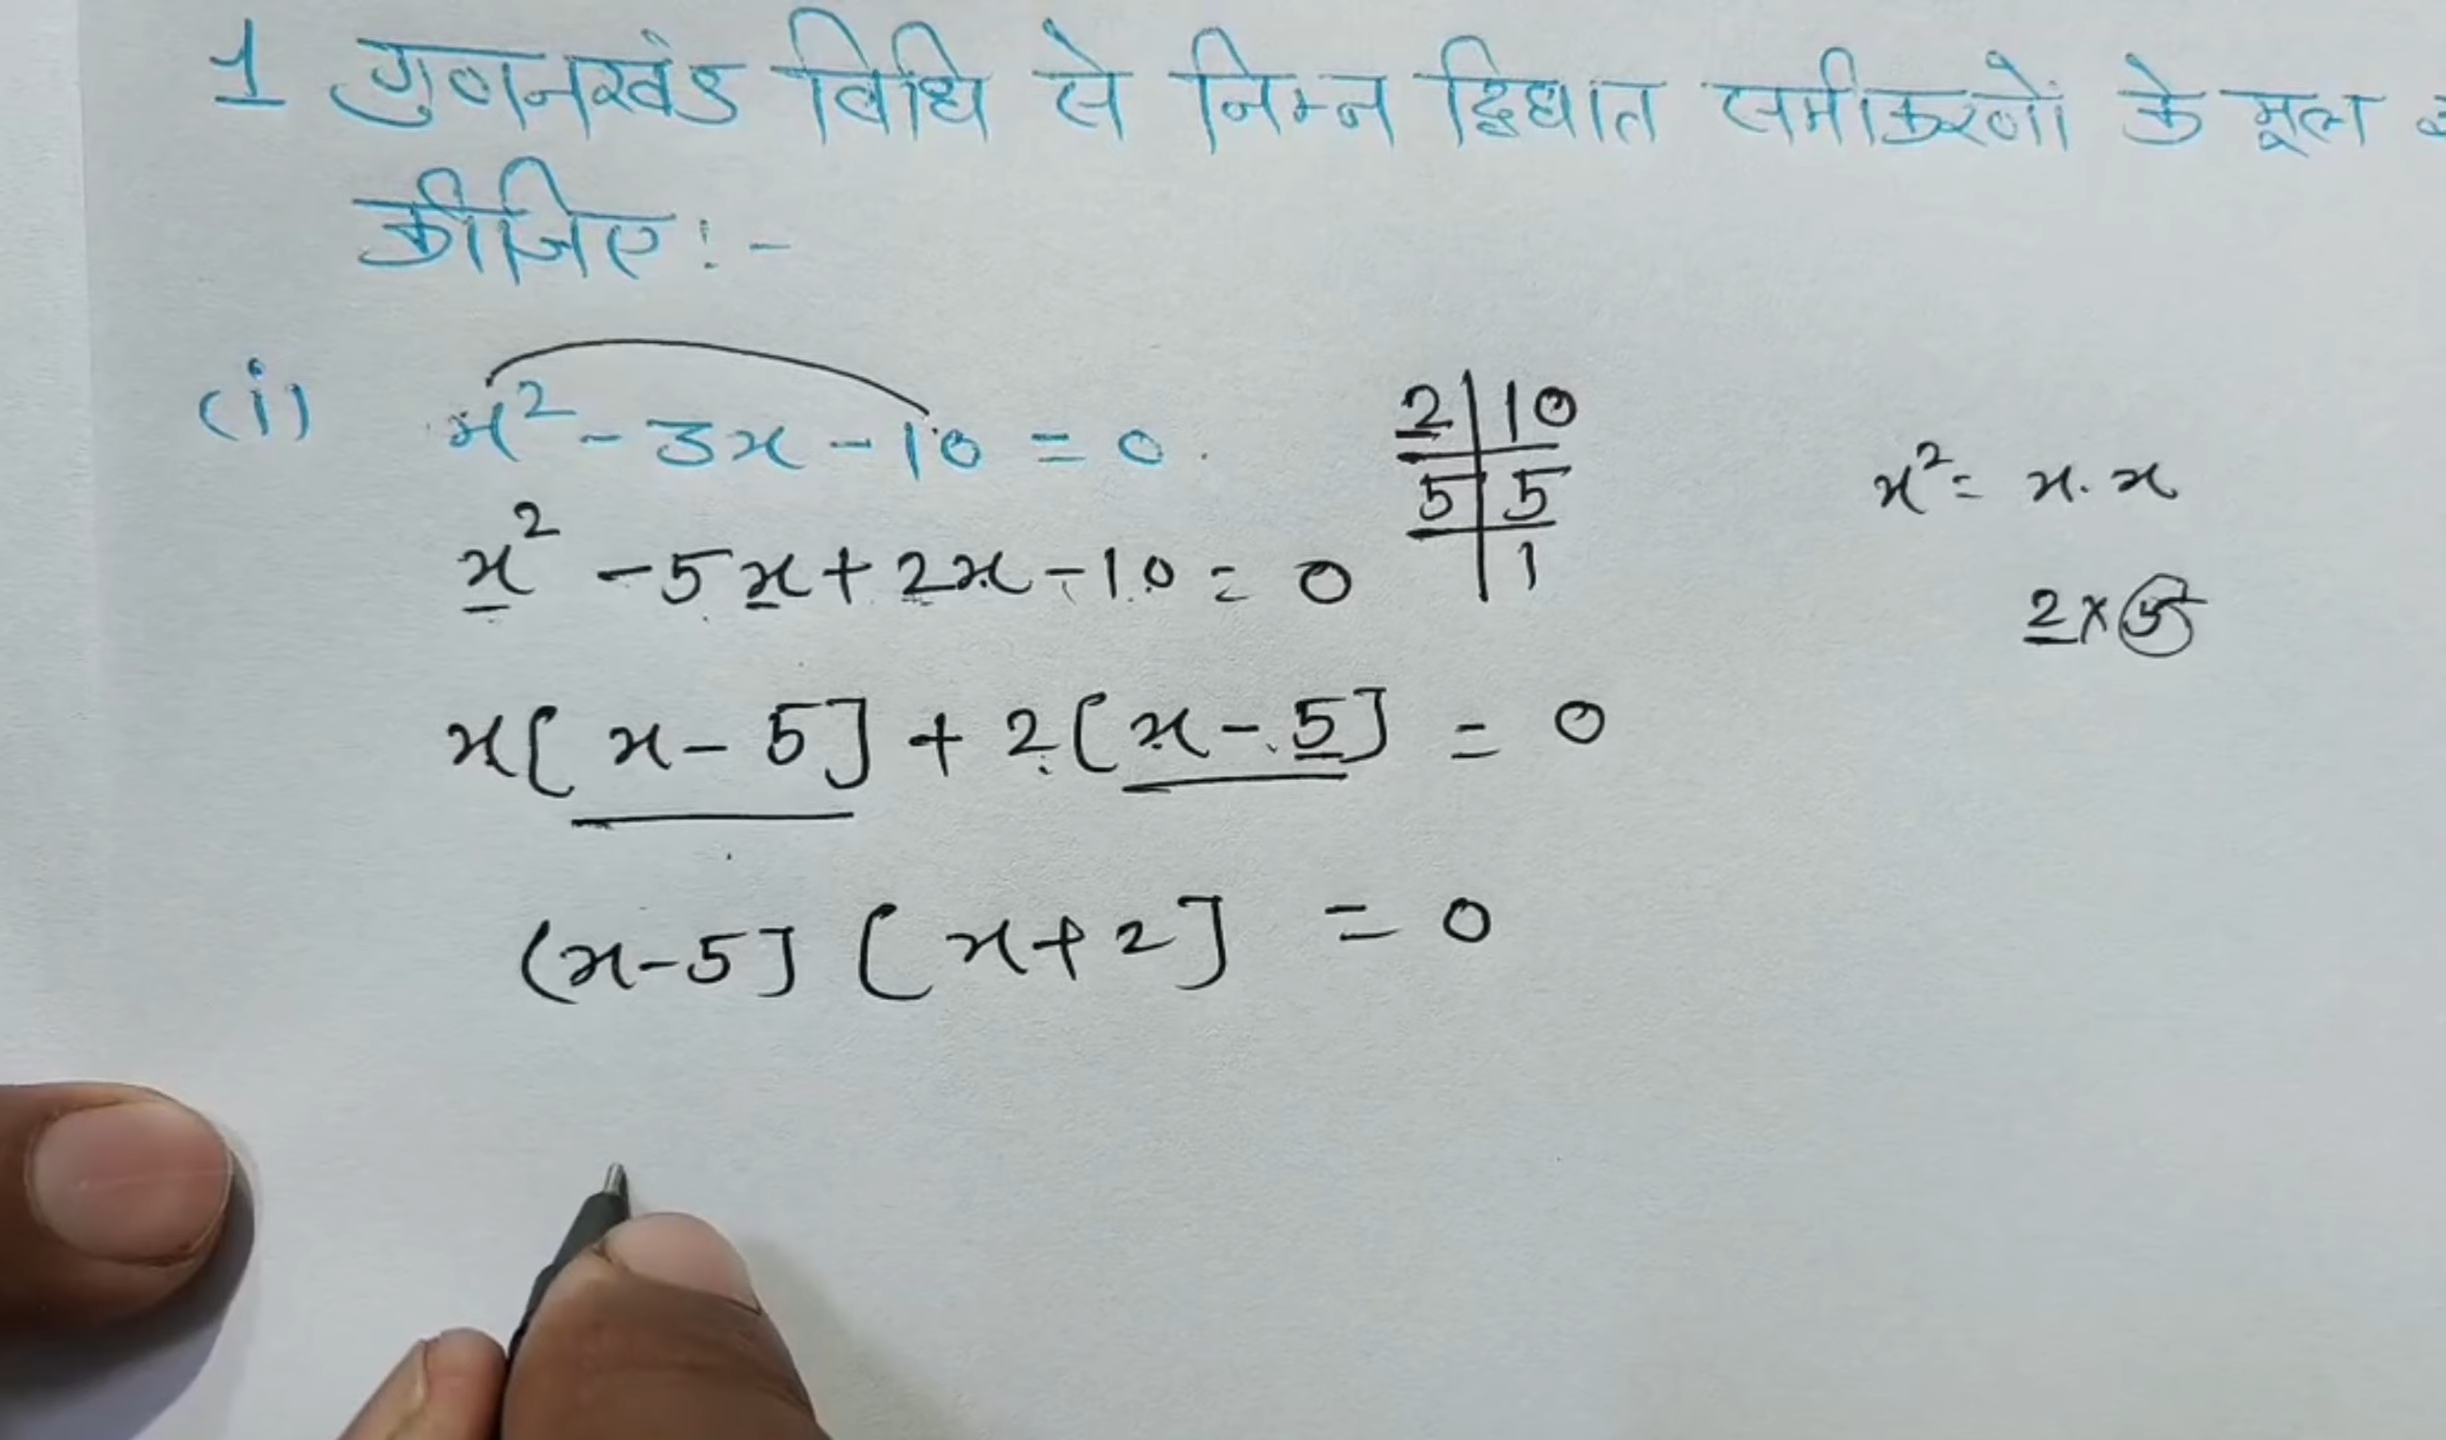 1 गुणनखंड विधि से निम्न द्विघात समीकरणों के मूल
कीजिए:-
(i) x² - 3x - 10 = 0
x² - 5x + 2x - 10 = 0
x[x - 5] + 2[x - 5] = 0
(x - 5] [x + 2] = 0
2 | 10
5 | 5
| 1
x² = x . x
2 × 5